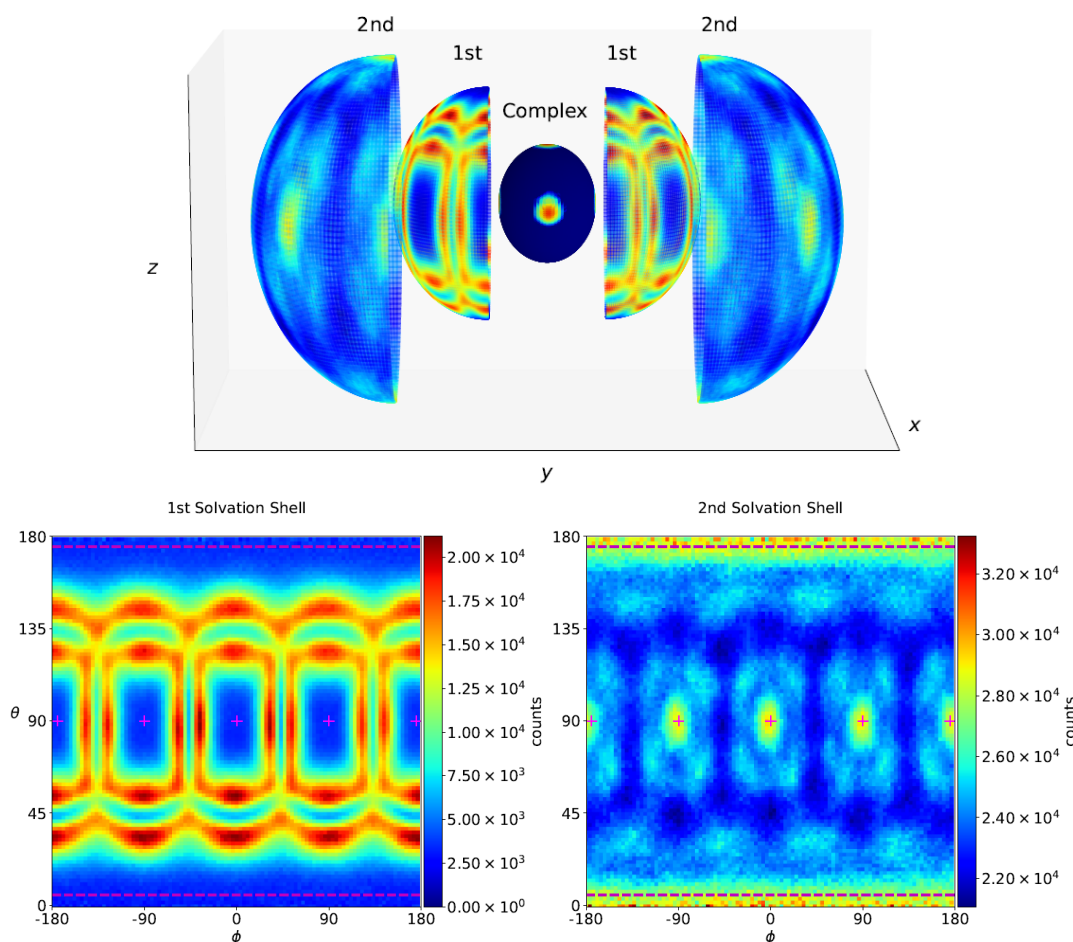 2nd 2nd
1st 1st
Complex
z
x
y
1st Solvation Shell
180
135
90
45
0
θ
-180 -90 0 90 180
ϕ
2.00 × 10⁴
1.75 × 10⁴
1.50 × 10⁴
1.25 × 10⁴
1.00 × 10⁴
7.50 × 10³
5.00 × 10³
2.50 × 10³
0.00 × 10⁰
counts
2nd Solvation Shell
180
135
90
45
0
-180 -90 0 90 180
ϕ
3.20 × 10⁴
3.00 × 10⁴
2.80 × 10⁴
2.60 × 10⁴
2.40 × 10⁴
2.20 × 10⁴
counts